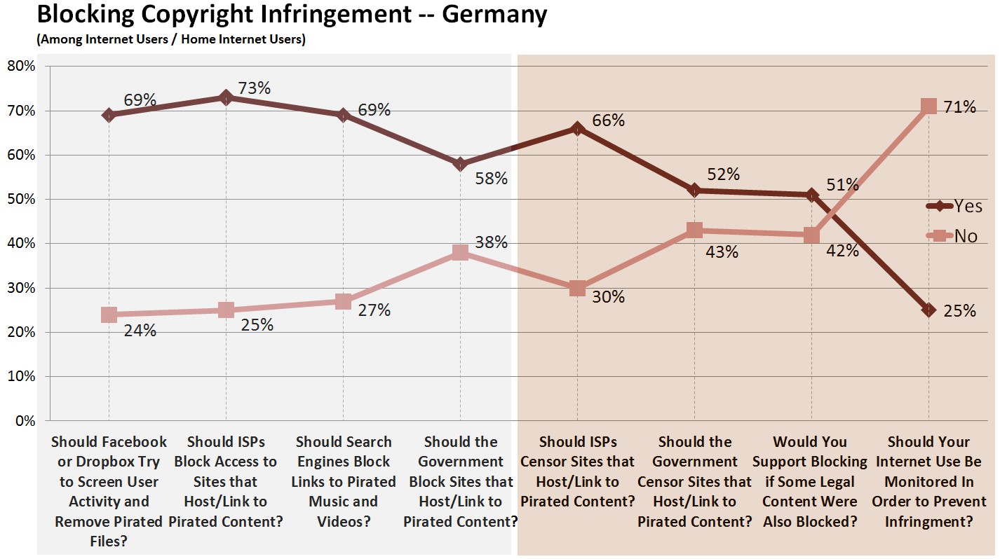 Blocking Copyright Infringement -- Germany
(Among Internet Users / Home Internet Users)
80%
70%
60%
50%
40%
30%
20%
10%
0%
69%
73%
69%
58%
66%
52%
51%
25%
24%
25%
27%
38%
30%
43%
42%
71%
Yes
No
Should Facebook
or Dropbox Try
to Screen User
Activity and
Remove Pirated
Files?
Should ISPs
Block Access to
Sites that
Host/Link to
Pirated Content?
Should Search
Engines Block
Links to Pirated
Music and
Videos?
Should the
Government
Block Sites that
Host/Link to
Pirated Content?
Should ISPs
Censor Sites that
Host/Link to
Pirated Content?
Should the
Government
Censor Sites that
Host/Link to
Pirated Content?
Would You
Support Blocking
if Some Legal
Content Were
Also Blocked?
Should Your
Internet Use Be
Monitored In
Order to Prevent
Infringment?